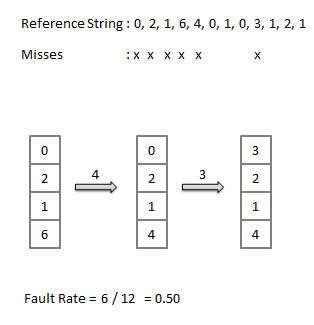 Reference String : 0, 2, 1, 6, 4, 0, 1, 0, 3, 1, 2, 1
Misses : x x x x x x
4 3
0 0 3
2 2 2
1 1 1
6 4 4
Fault Rate = 6 / 12 = 0.50